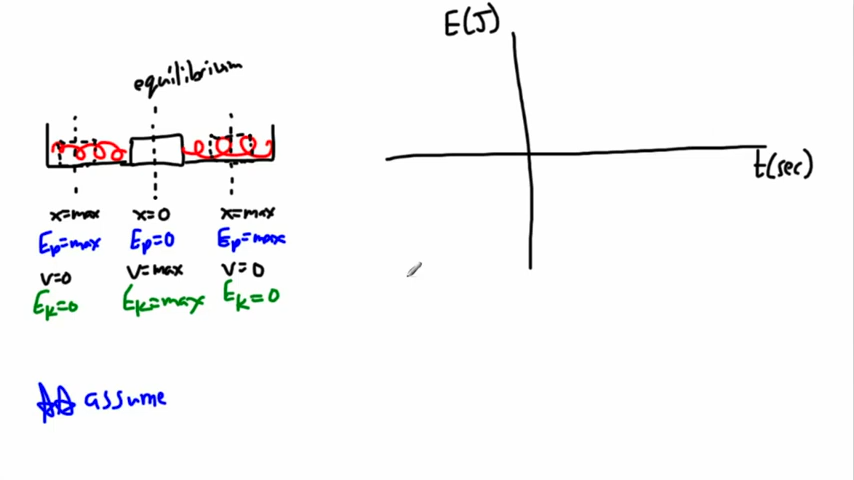 E(J)
equilibrium
t(sec)
x=max x=0 x=max
Ep=max Ep=0 Ep=max
v=0 v=max v=0
Ek=0 Ek=max Ek=0
assume